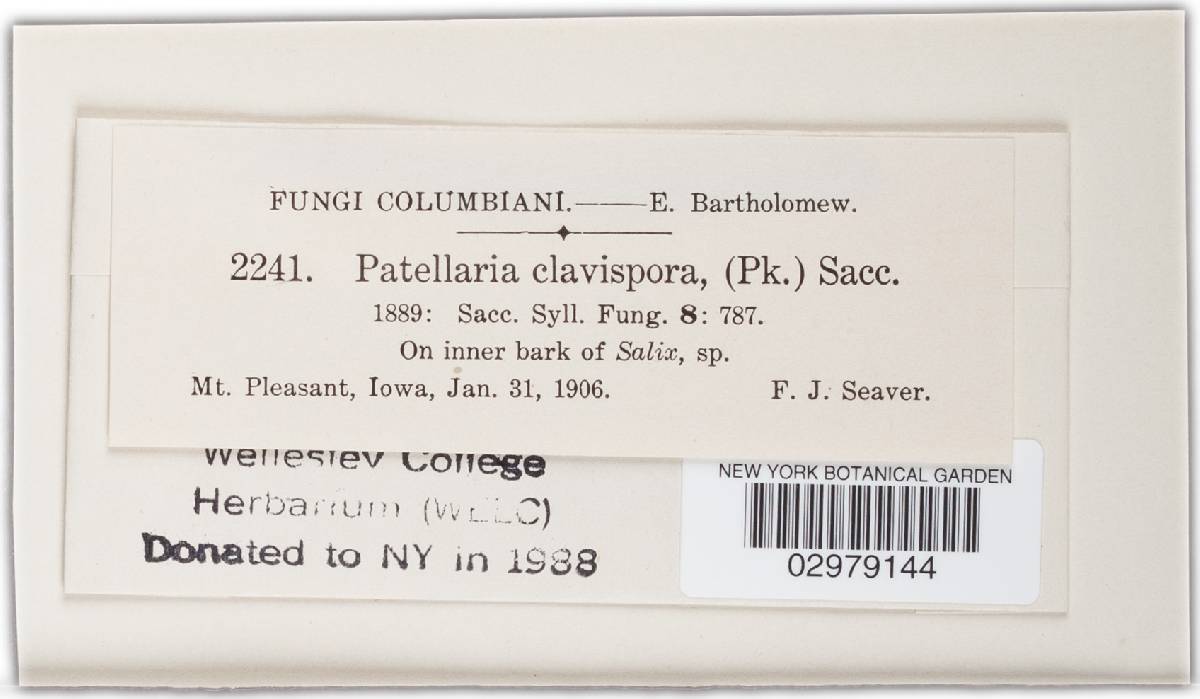 FUNGI COLUMBIANI.——E. Bartholomew.
2241. Patellaria clavispora, (Pk.) Sacc.
1889: Sacc. Syll. Fung. 8: 787.
On inner bark of Salix, sp.
Mt. Pleasant, Iowa, Jan. 31, 1906. F. J. Seaver.
Wellesley College
Herbarium (WELC)
Donated to NY in 1988
NEW YORK BOTANICAL GARDEN
02979144